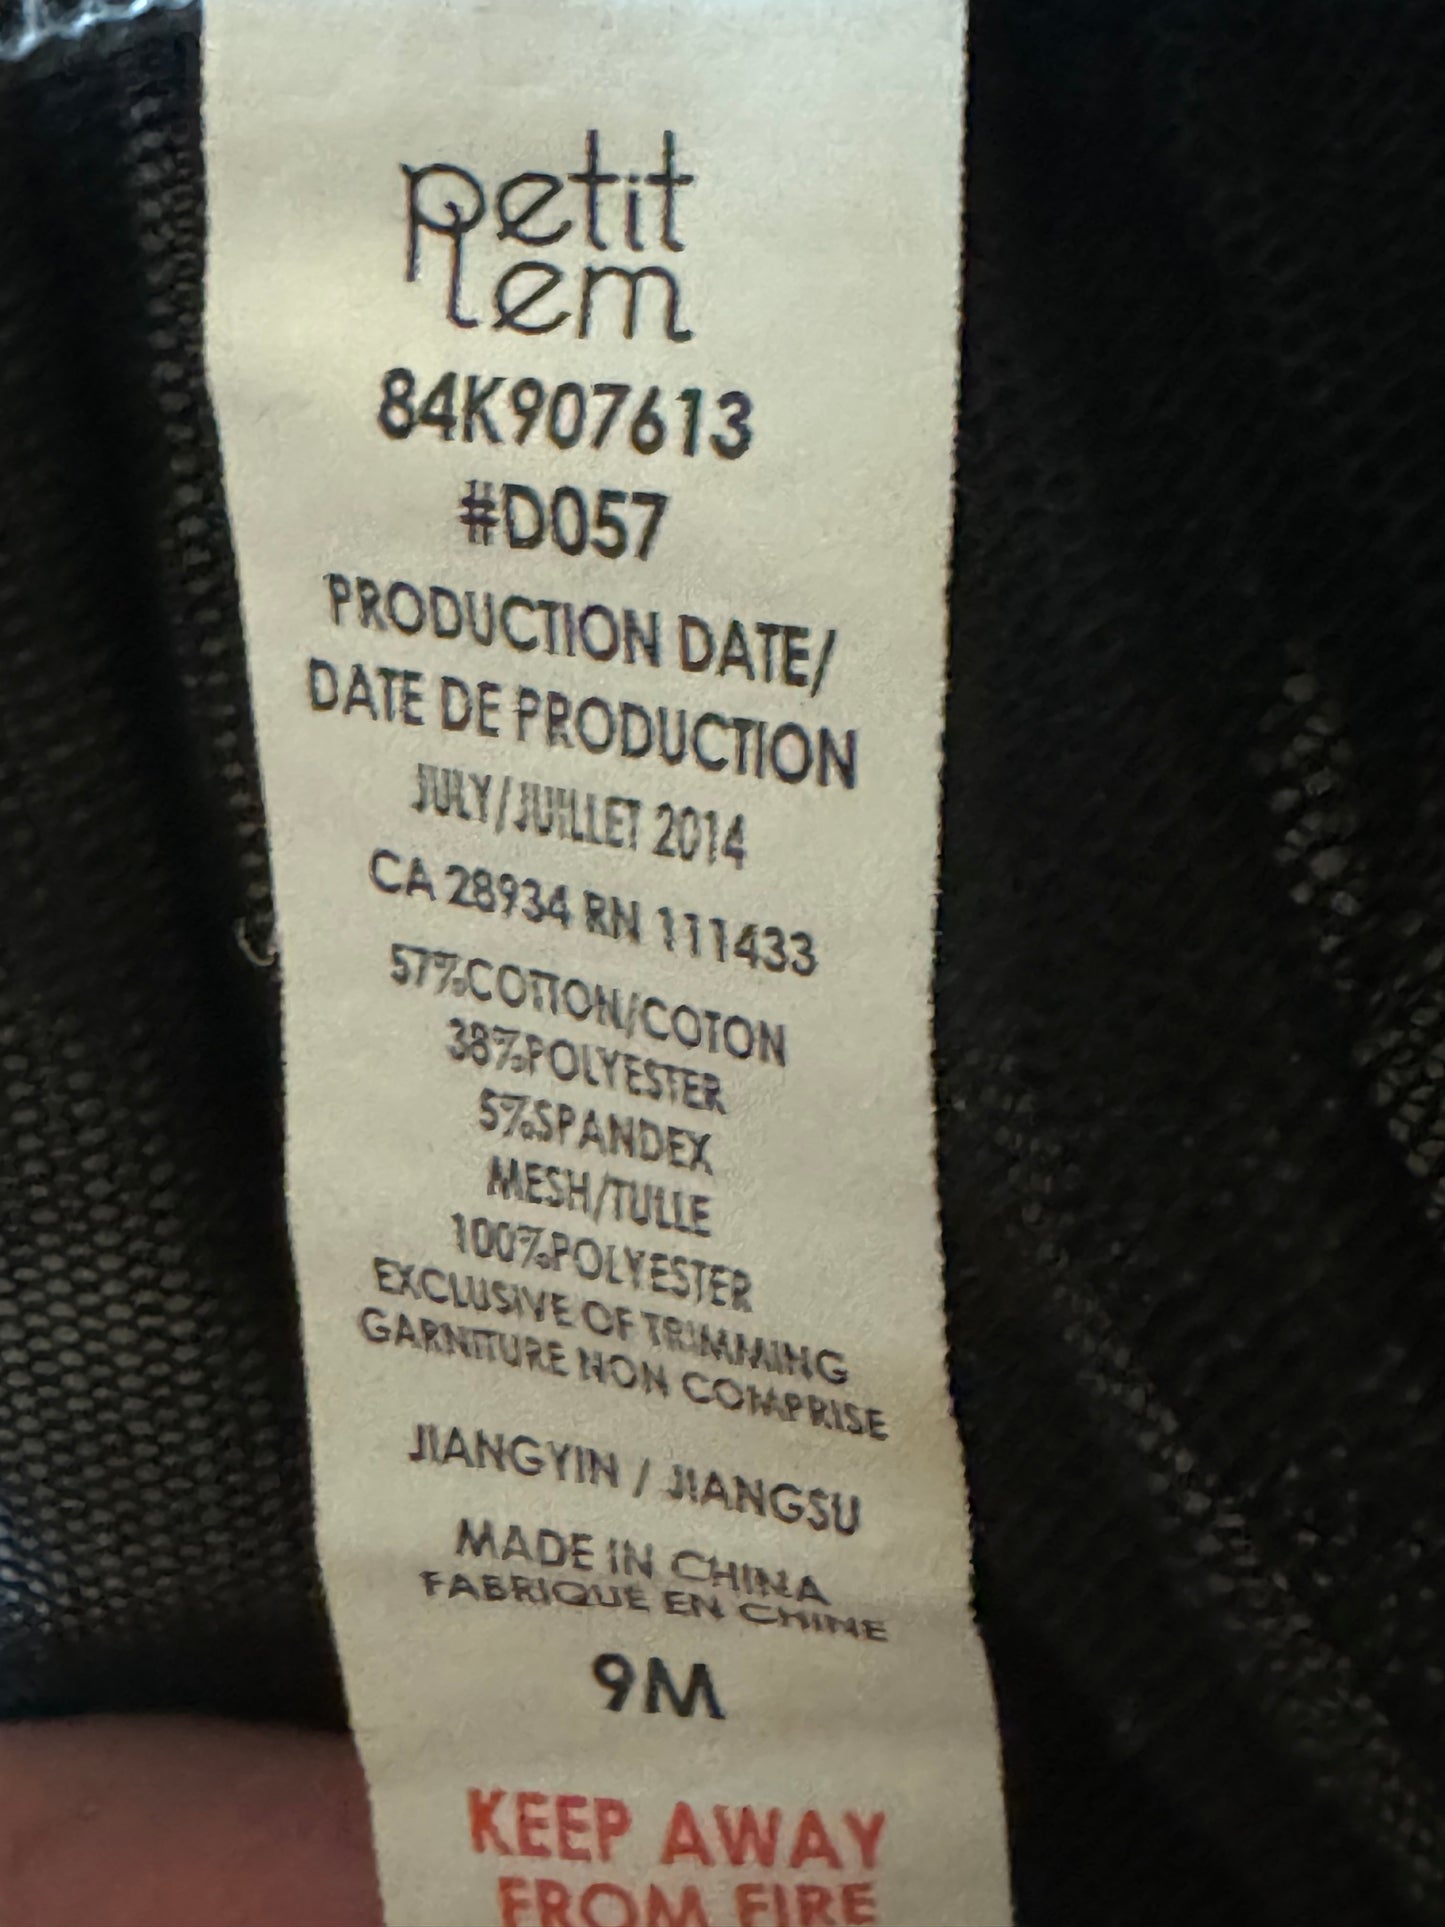 petit
lem
84K907613
#D057
PRODUCTION DATE/
DATE DE PRODUCTION
JULY/JUILLET 2014
CA 28934 RN 111433
57%COTTON/COTON
38%POLYESTER
5%SPANDEX
MESH/TULLE
100%POLYESTER
EXCLUSIVE OF TRIMMING
GARNITURE NON COMPRISE
JIANGYIN / JIANGSU
MADE IN CHINA
FABRIQUE EN CHINE
9M
KEEP AWAY
FROM FIRE